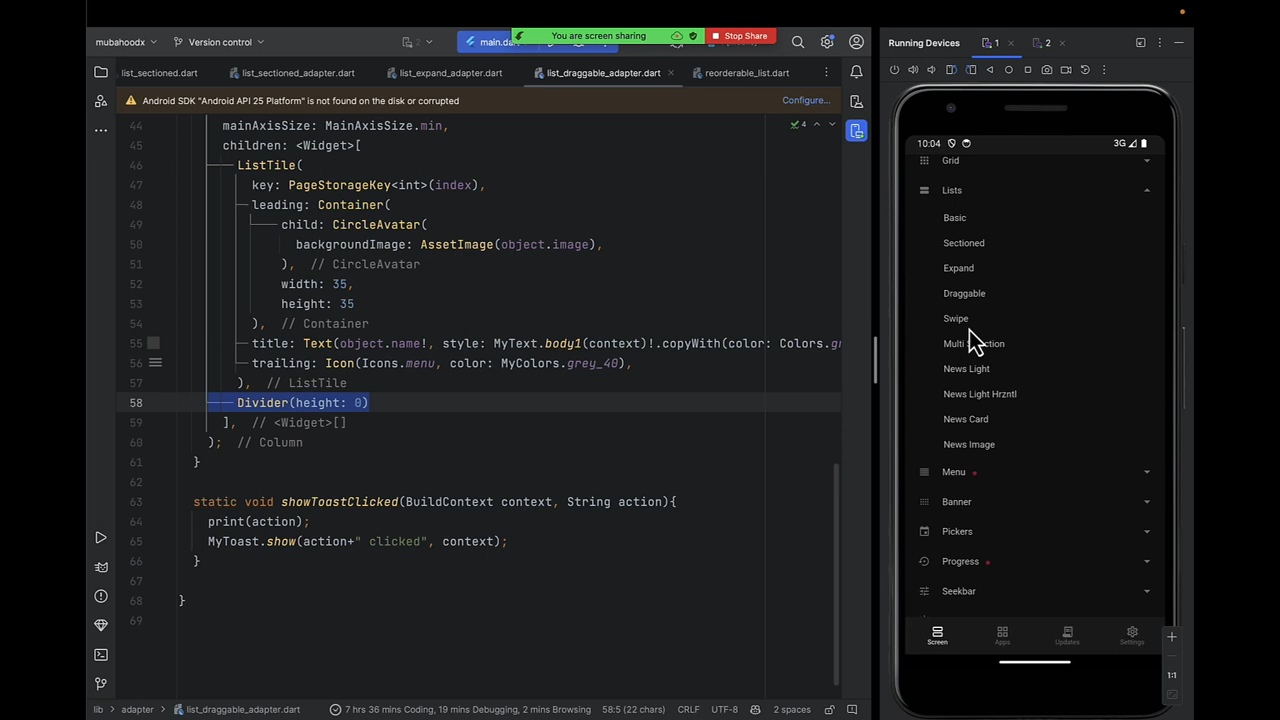 You are screen sharing
Stop Share
mubahoodx
Version control
2
main.dart
Running Devices
1
2
list_sectioned.dart
list_sectioned_adapter.dart
list_expand_adapter.dart
list_draggable_adapter.dart
reorderable_list.dart
Android SDK "Android API 25 Platform" is not found on the disk or corrupted
Configure...
4
44 mainAxisSize: MainAxisSize.min,
45 children: <Widget>[
46 ListTile(
47 key: PageStorageKey<int>(index),
48 leading: Container(
49 child: CircleAvatar(
50 backgroundImage: AssetImage(object.image),
51 ), // CircleAvatar
52 width: 35,
53 height: 35
54 ), // Container
55 title: Text(object.name!, style: MyText.body1(context)!.copyWith(color: Colors.gr
56 trailing: Icon(Icons.menu, color: MyColors.grey_40),
57 ), // ListTile
58 Divider(height: 0)
59 ], // <Widget>[]
60 ); // Column
61 }
62
63 static void showToastClicked(BuildContext context, String action){
64 print(action);
65 MyToast.show(action+" clicked", context);
66 }
67
68 }
69
10:04
3G
Grid
Lists
Basic
Sectioned
Expand
Draggable
Swipe
News Light
News Light Hrzntl
News Card
News Image
Menu
Banner
Pickers
Progress
Seekbar
Screen
Apps
Updates
Settings
1:1
lib
adapter
list_draggable_adapter.dart
7 hrs 36 mins Coding, 19 mins Debugging, 2 mins Browsing
58:5 (22 chars)
CRLF
UTF-8
2 spaces